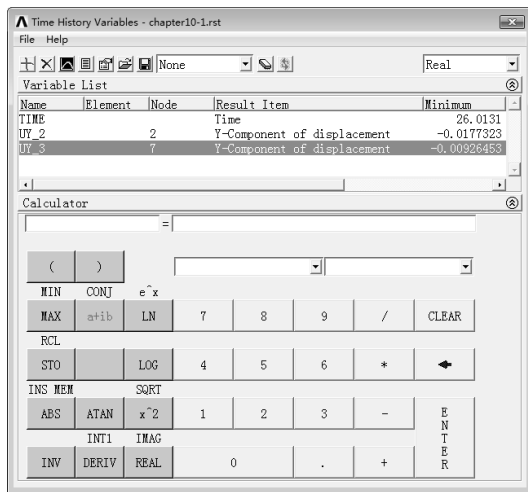 Time History Variables - chapter10-1.rst
File Help
None Real
Variable List
Name Element Node Result Item Minimum
TIME Time 26.0131
UY_2 2 Y-Component of displacement -0.0177323
UY_3 7 Y-Component of displacement -0.00926453
Calculator
=
( )
MIN CONJ e^x
MAX a+ib LN 7 8 9 / CLEAR
RCL
STO LOG 4 5 6 *
INS MEM SQRT
ABS ATAN x^2 1 2 3 - ENTER
INT1 IMAG
INV DERIV REAL 0 . +